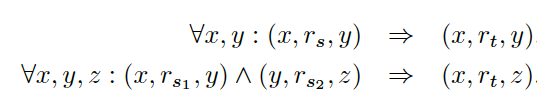 ∀x, y : (x, r_s, y) ⇒ (x, r_t, y).
∀x, y, z : (x, r_{s_1}, y) ∧ (y, r_{s_2}, z) ⇒ (x, r_t, z).